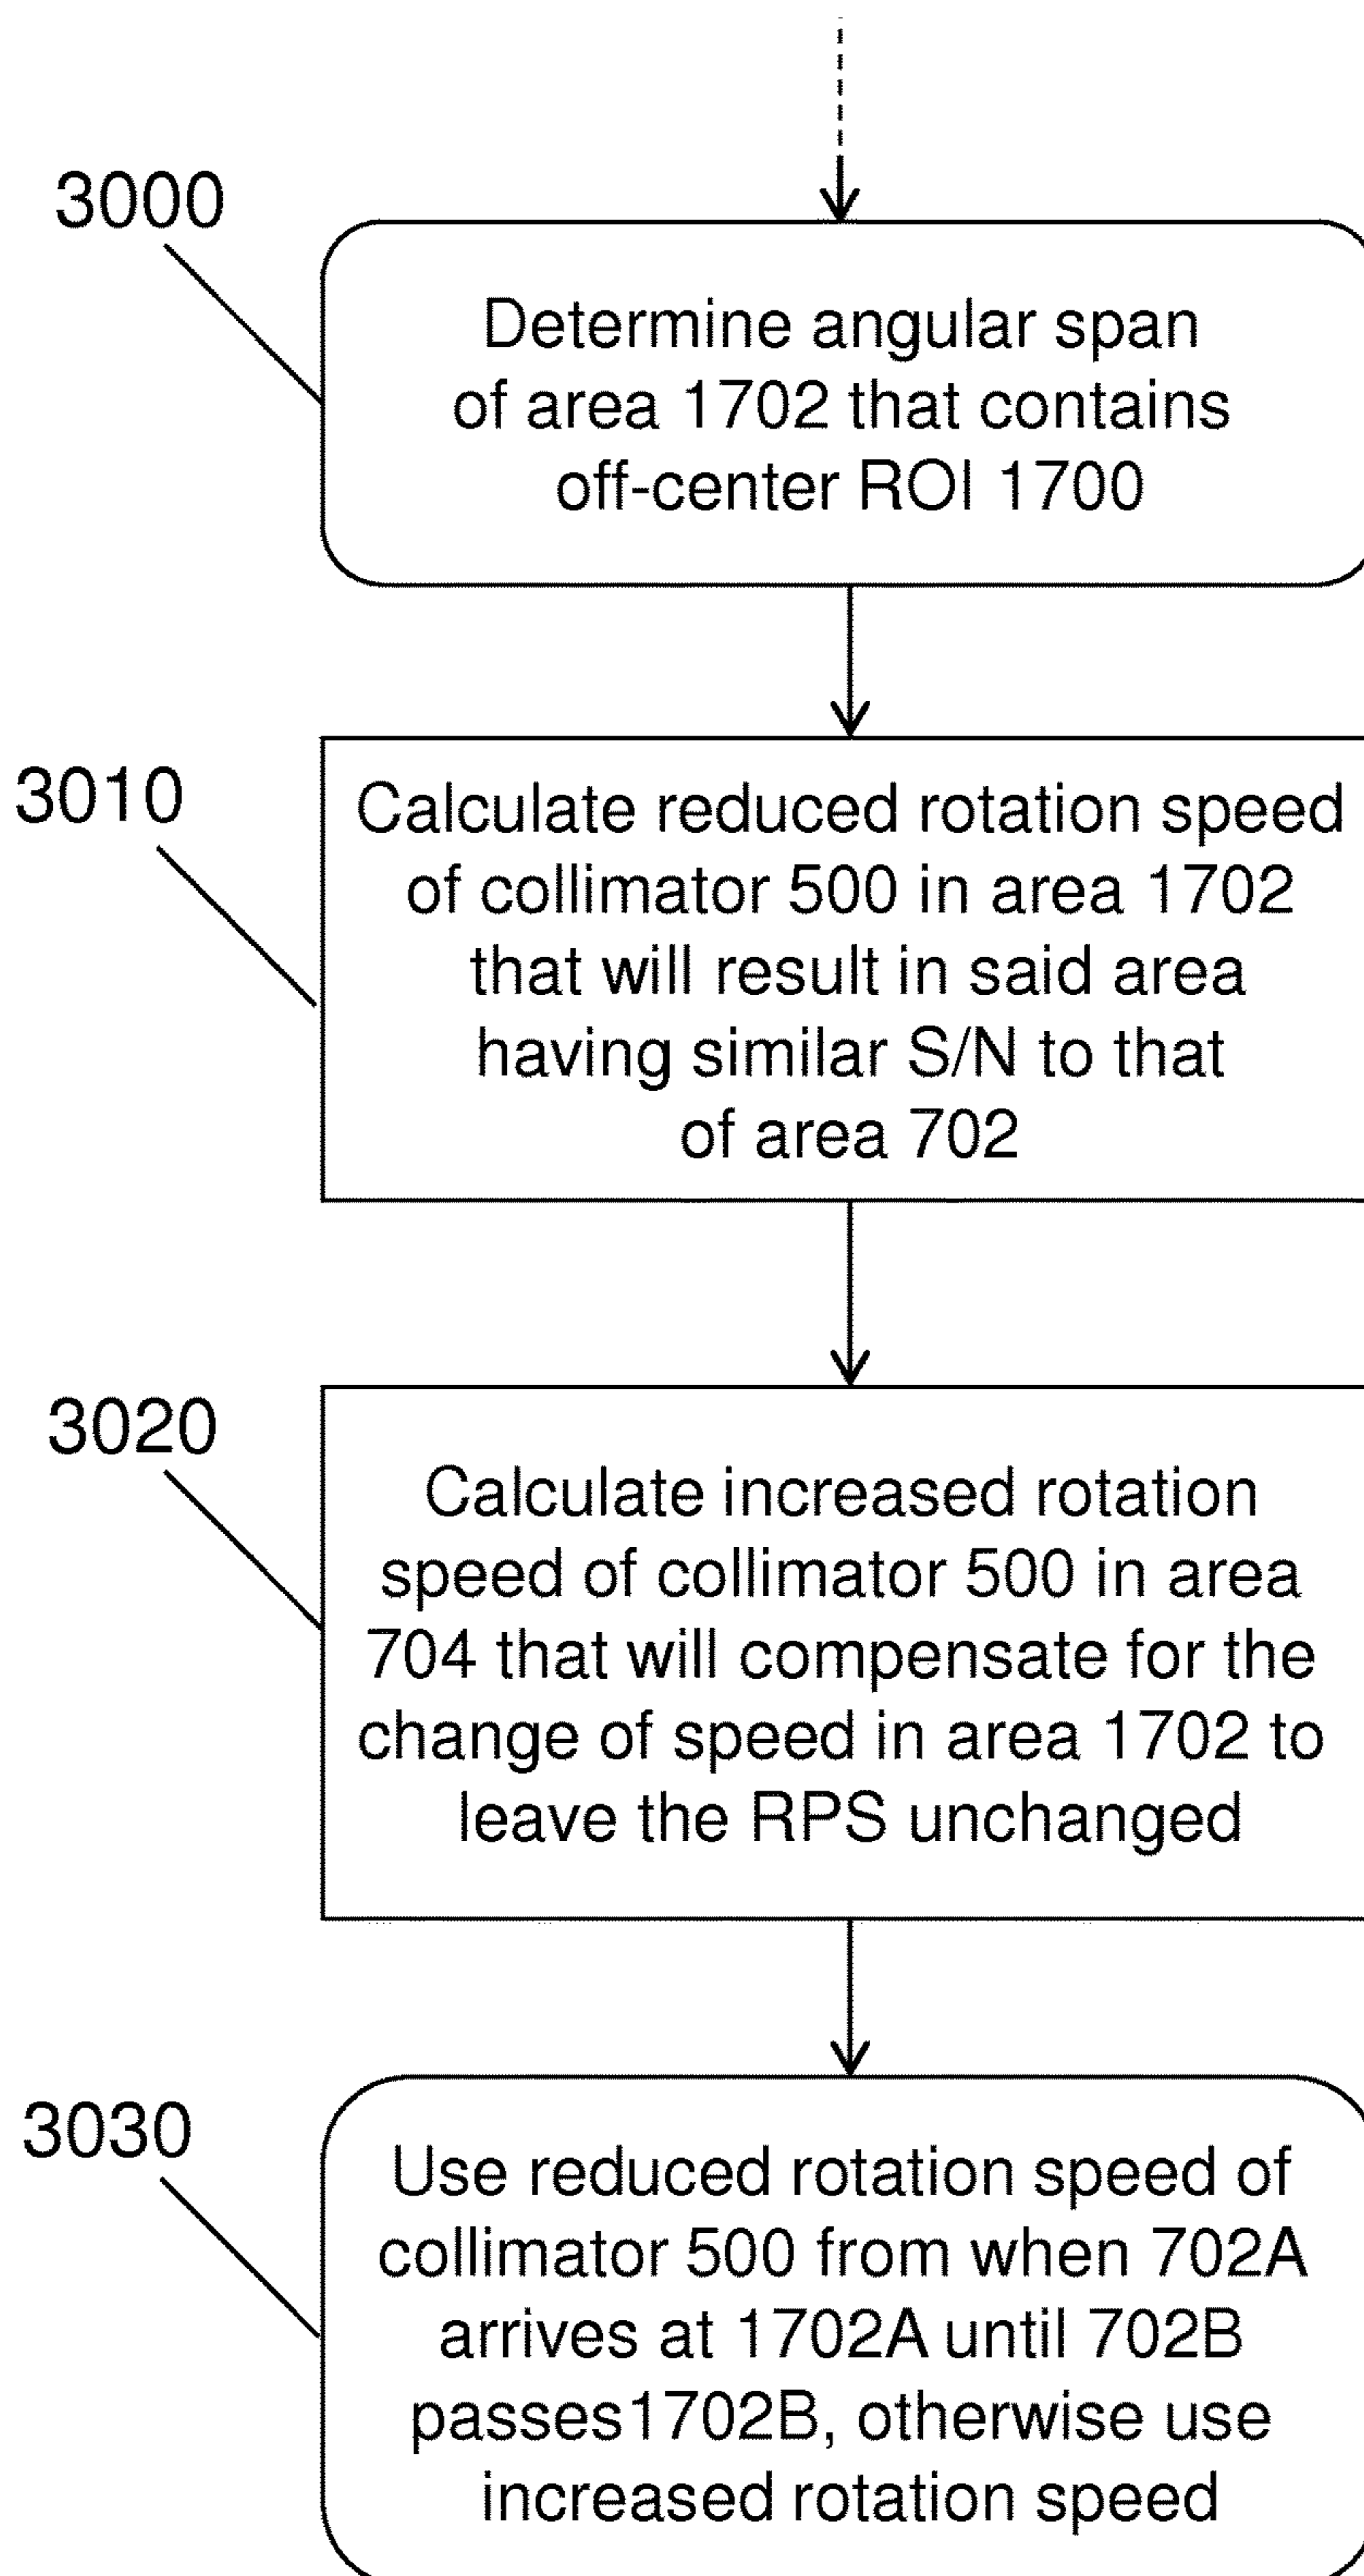 3000
Determine angular span
of area 1702 that contains
off-center ROI 1700
3010
Calculate reduced rotation speed
of collimator 500 in area 1702
that will result in said area
having similar S/N to that
of area 702
3020
Calculate increased rotation
speed of collimator 500 in area
704 that will compensate for the
change of speed in area 1702 to
leave the RPS unchanged
3030
Use reduced rotation speed of
collimator 500 from when 702A
arrives at 1702A until 702B
passes1702B, otherwise use
increased rotation speed